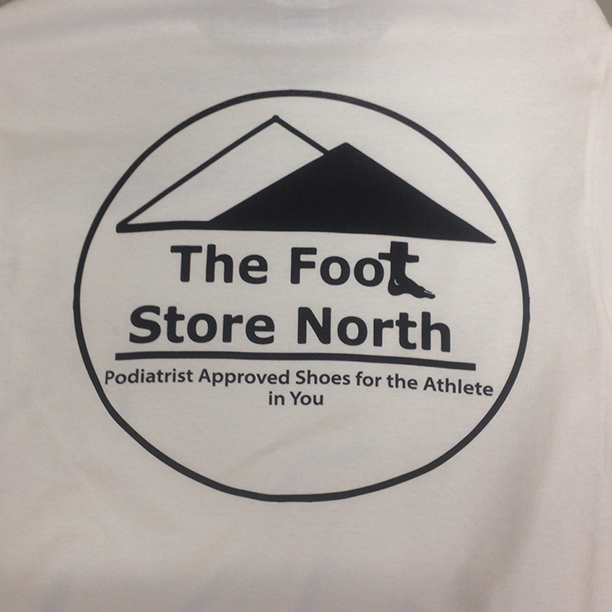 The Foot
Store North
Podiatrist Approved Shoes for the Athlete
in You